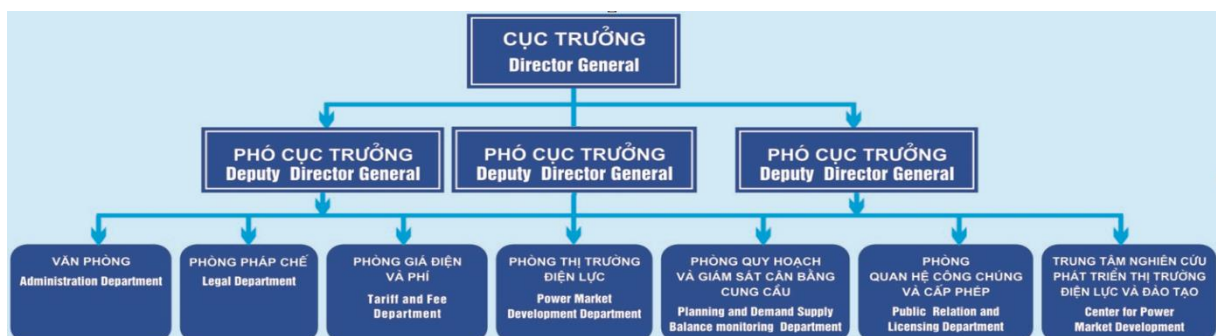 CỤC TRƯỞNG
Director General
PHÓ CỤC TRƯỞNG
Deputy Director General
PHÓ CỤC TRƯỞNG
Deputy Director General
PHÓ CỤC TRƯỞNG
Deputy Director General
VĂN PHÒNG
Administration Department
PHÒNG PHÁP CHẾ
Legal Department
PHÒNG GIÁ ĐIỆN
VÀ PHÍ
Tariff and Fee
Department
PHÒNG THỊ TRƯỜNG
ĐIỆN LỰC
Power Market
Development Department
PHÒNG QUY HOẠCH
VÀ GIÁM SÁT CÂN BẰNG
CUNG CẦU
Planning and Demand Supply
Balance monitoring Department
PHÒNG
QUAN HỆ CÔNG CHÚNG
VÀ CẤP PHÉP
Public Relation and
Licensing Department
TRUNG TÂM NGHIÊN CỨU
PHÁT TRIỂN THỊ TRƯỜNG
ĐIỆN LỰC VÀ ĐÀO TẠO
Center for Power
Market Development